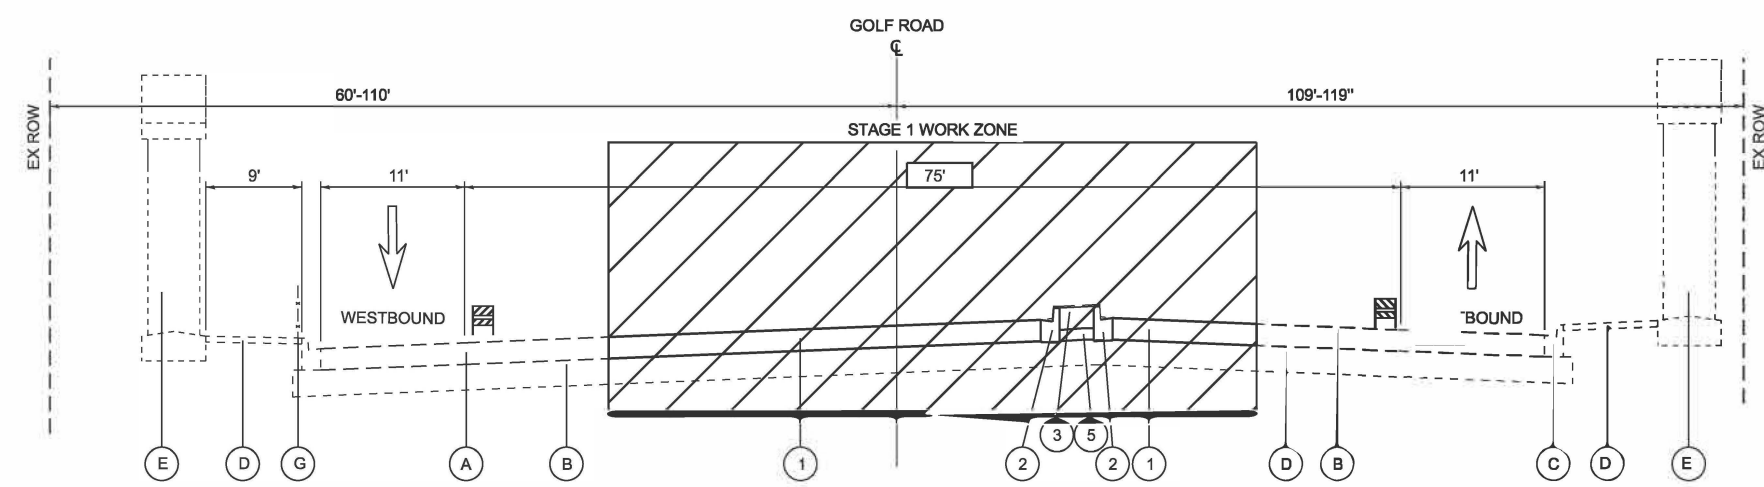 GOLF ROAD
℄
60'-110'
109'-119"
EX ROW
EX ROW
STAGE 1 WORK ZONE
9'
11'
75'
11'
WESTBOUND
BOUND
3
5
E
D
G
A
B
1
2
2
1
D
B
C
D
E